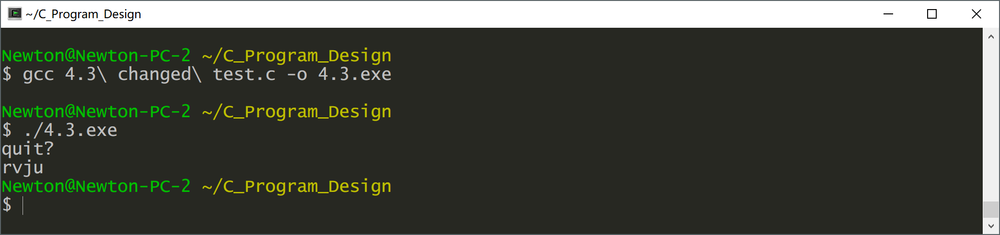 ~/C_Program_Design
Newton@Newton-PC-2 ~/C_Program_Design
$ gcc 4.3\ changed\ test.c -o 4.3.exe
Newton@Newton-PC-2 ~/C_Program_Design
$ ./4.3.exe
quit?
rvju
Newton@Newton-PC-2 ~/C_Program_Design
$